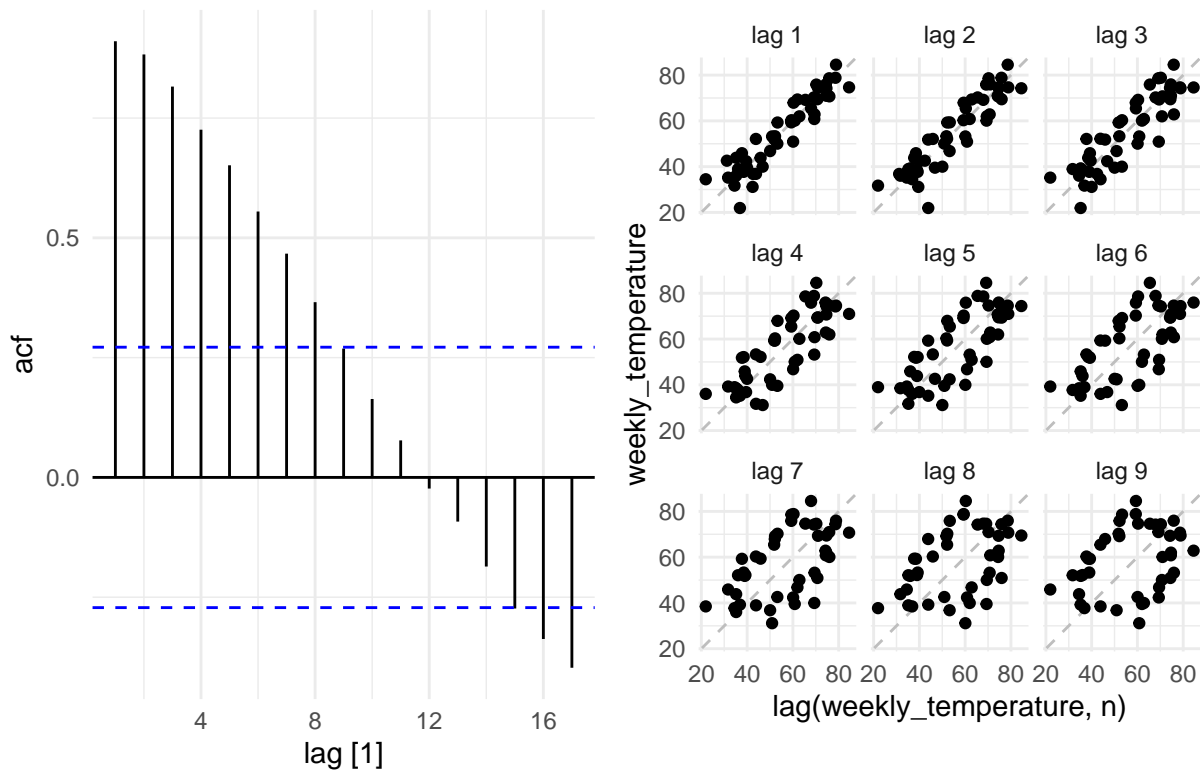 acf
0.5
0.0
4 8 12 16
lag [1]
weekly_temperature
lag 1 lag 2 lag 3
80
60
40
20
lag 4 lag 5 lag 6
80
60
40
20
lag 7 lag 8 lag 9
80
60
40
20
20 40 60 80 20 40 60 80 20 40 60 80
lag(weekly_temperature, n)